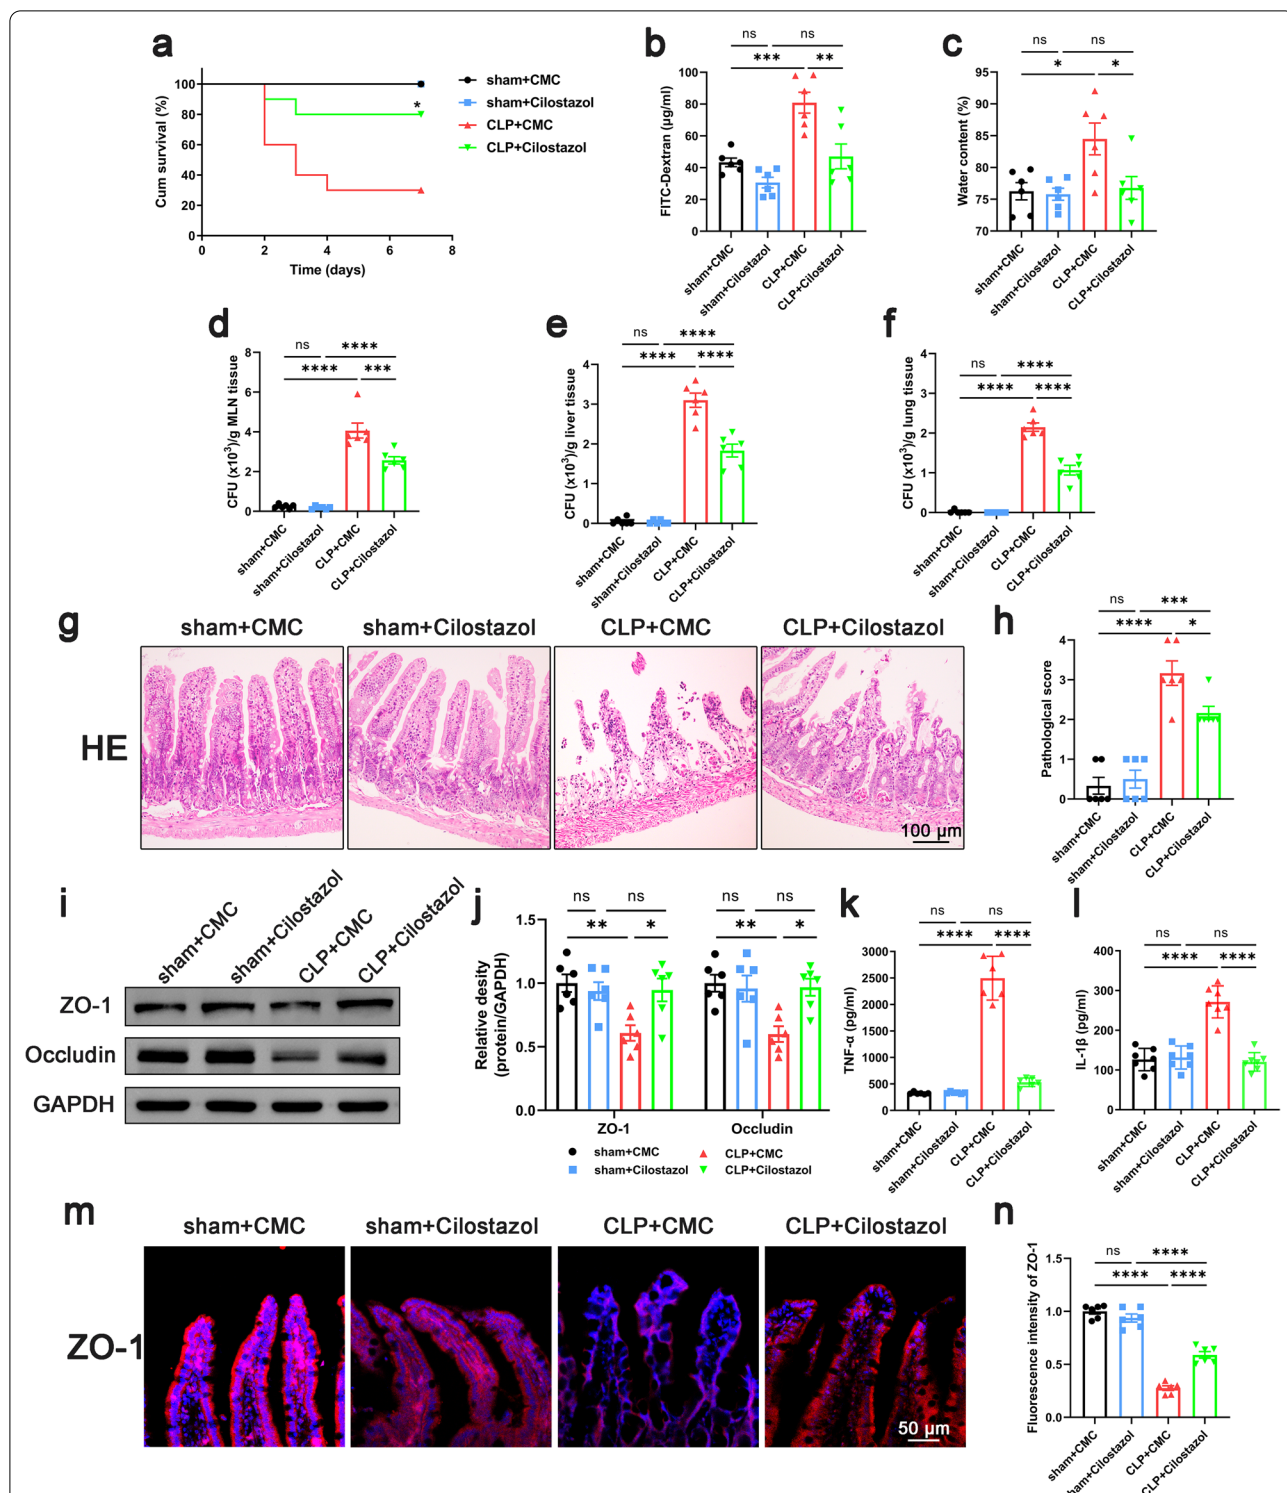 a
100
80
60
40
20
0
0 2 4 6 8
Cum survival (%)
Time (days)
*
sham+CMC
sham+Cilostazol
CLP+CMC
CLP+Cilostazol
b
ns ns
*** **
100
80
60
40
20
0
FITC-Dextran (μg/ml)
sham+CMC
sham+Cilostazol
CLP+CMC
CLP+Cilostazol
c
ns ns
* *
95
90
85
80
75
70
Water content (%)
sham+CMC
sham+Cilostazol
CLP+CMC
CLP+Cilostazol
d
ns ****
**** ***
8
6
4
2
0
CFU (x10³)/g MLN tissue
sham+CMC
sham+Cilostazol
CLP+CMC
CLP+Cilostazol
e
ns ****
**** ****
4
3
2
1
0
CFU (x10³)/g liver tissue
sham+CMC
sham+Cilostazol
CLP+CMC
CLP+Cilostazol
f
ns ****
**** ****
4
3
2
1
0
CFU (x10³)/g lung tissue
sham+CMC
sham+Cilostazol
CLP+CMC
CLP+Cilostazol
g
sham+CMC sham+Cilostazol CLP+CMC CLP+Cilostazol
HE
100 μm
h
ns ***
**** *
4
3
2
1
0
Pathological score
sham+CMC
sham+Cilostazol
CLP+CMC
CLP+Cilostazol
i
sham+CMC
sham+Cilostazol
CLP+CMC
CLP+Cilostazol
ZO-1
Occludin
GAPDH
j
ns ns ns ns
** * ** *
1.5
1.0
0.5
0.0
Relative desity
(protein/GAPDH)
ZO-1 Occludin
sham+CMC CLP+CMC
sham+Cilostazol CLP+Cilostazol
k
ns ns
**** ****
3000
2500
2000
1500
1000
500
0
TNF-α (pg/ml)
sham+CMC
sham+Cilostazol
CLP+CMC
CLP+Cilostazol
l
ns ns
**** ****
400
300
200
100
0
IL-1β (pg/ml)
sham+CMC
sham+Cilostazol
CLP+CMC
CLP+Cilostazol
m
sham+CMC sham+Cilostazol CLP+CMC CLP+Cilostazol
ZO-1
50 μm
n
ns ****
**** ****
1.5
1.0
0.5
0.0
Fluorescence intensity of ZO-1
sham+CMC
sham+Cilostazol
CLP+CMC
CLP+Cilostazol